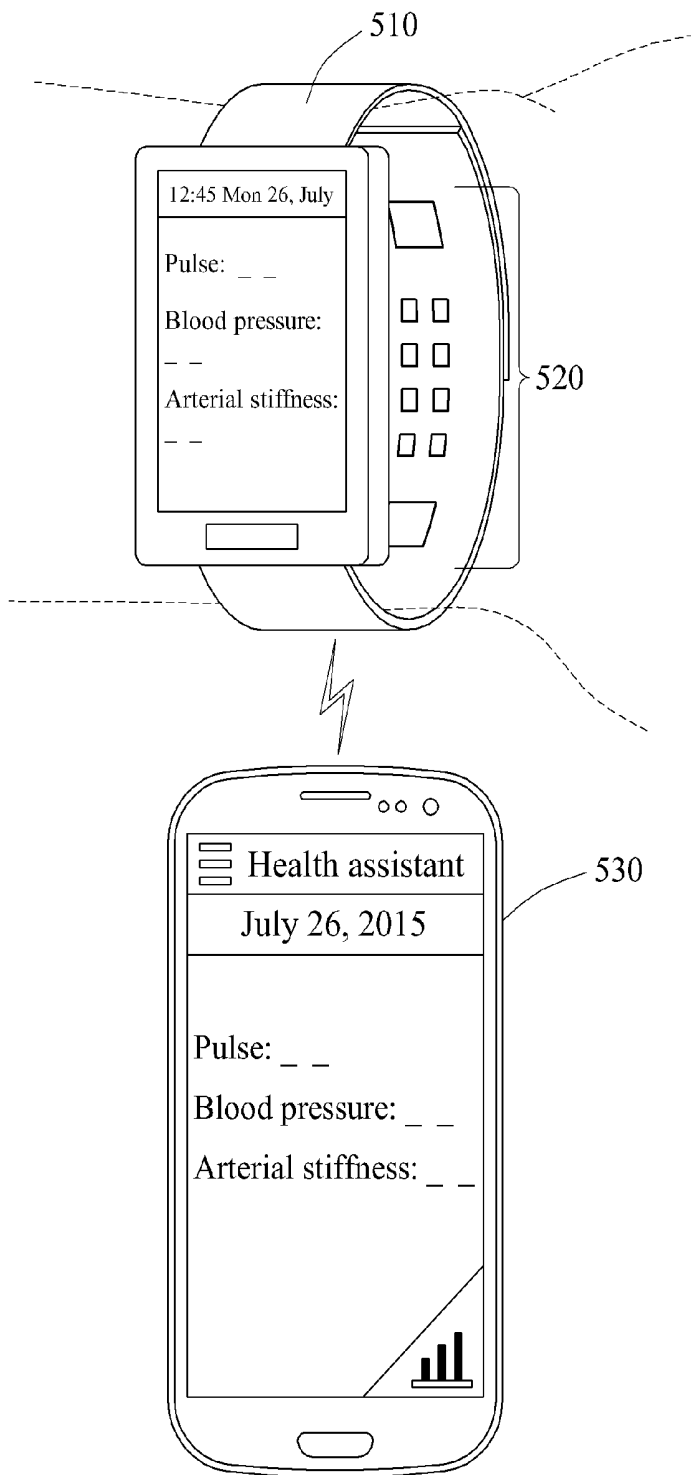 510
12:45 Mon 26, July
Pulse: _ _
Blood pressure:
_ _
Arterial stiffness:
_ _
520
530
Health assistant
July 26, 2015
Pulse: _ _
Blood pressure: _ _
Arterial stiffness: _ _